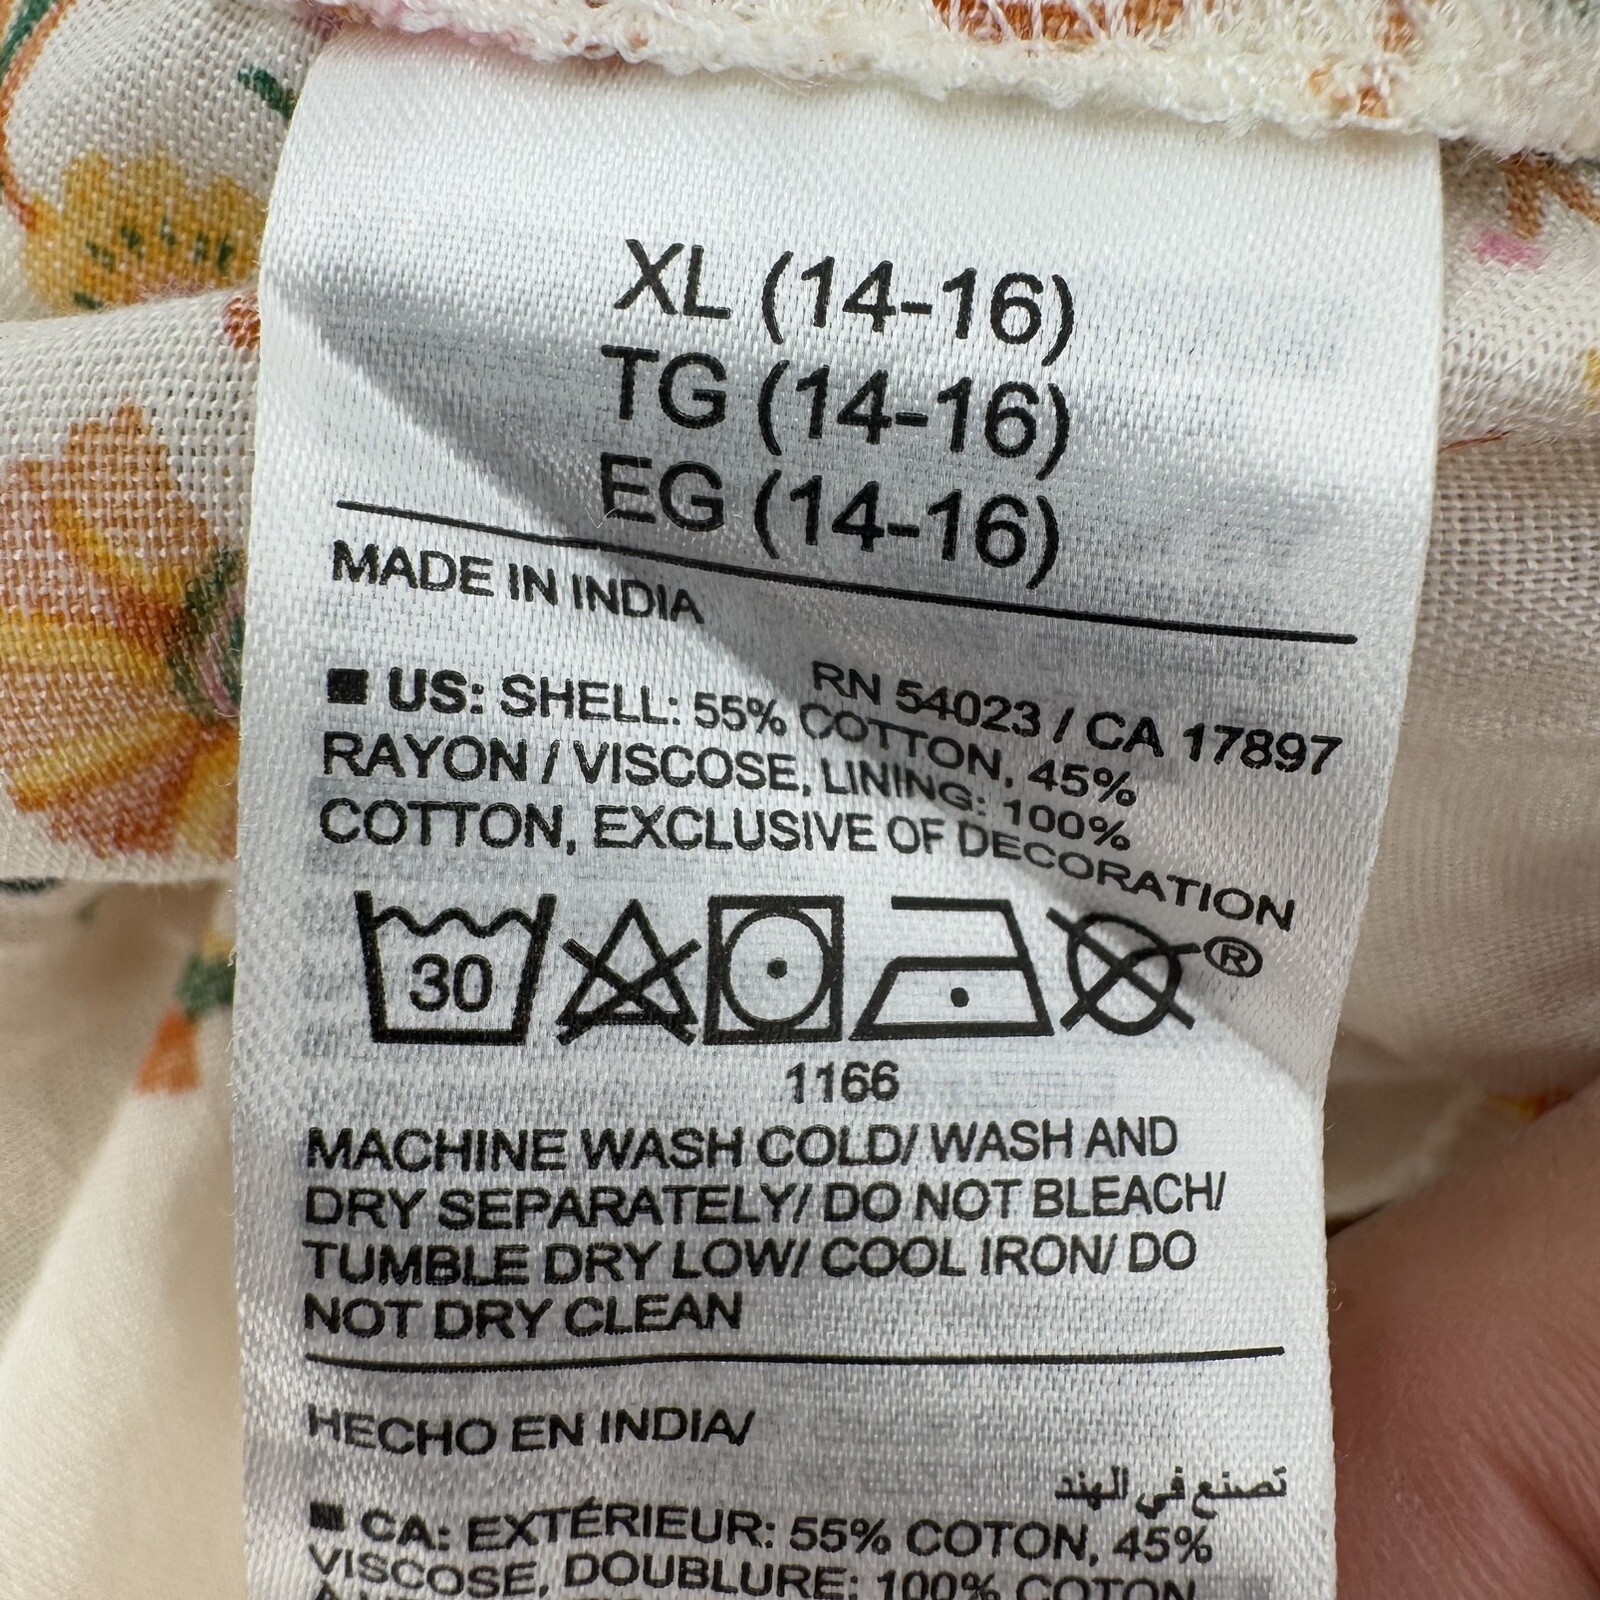 XL (14-16)
TG (14-16)
EG (14-16)
MADE IN INDIA
RN 54023 / CA 17897
US: SHELL: 55% COTTON, 45%
RAYON / VISCOSE, LINING: 100%
COTTON, EXCLUSIVE OF DECORATION
30 ®
1166
MACHINE WASH COLD/ WASH AND
DRY SEPARATELY/ DO NOT BLEACH/
TUMBLE DRY LOW/ COOL IRON/ DO
NOT DRY CLEAN
HECHO EN INDIA/
تصنع في الهند
CA: EXTÉRIEUR: 55% COTON, 45%
VISCOSE, DOUBLURE: 100% COTON